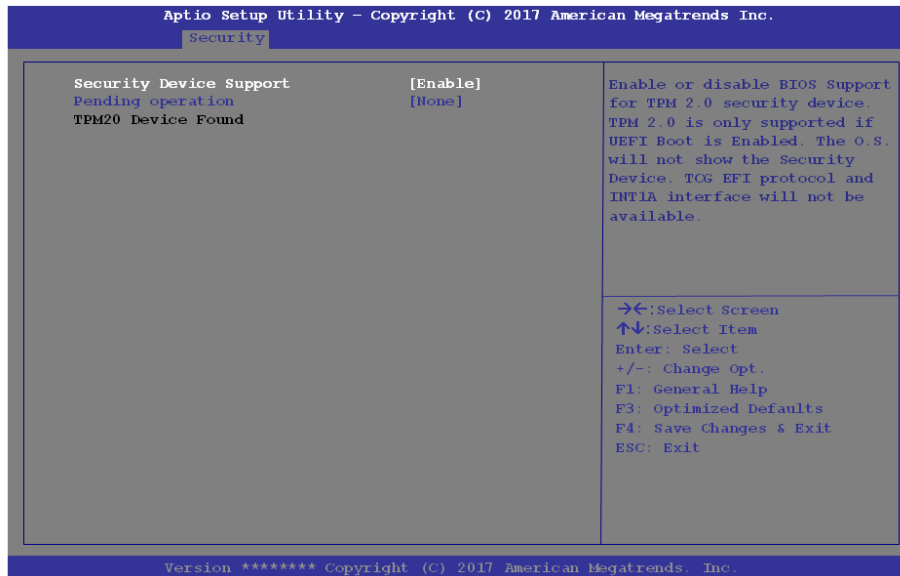 Aptio Setup Utility – Copyright (C) 2017 American Megatrends Inc.
Security
Security Device Support [Enable]
Pending operation [None]
TPM20 Device Found
Enable or disable BIOS Support
for TPM 2.0 security device.
TPM 2.0 is only supported if
UEFI Boot is Enabled. The O.S.
will not show the Security
Device. TCG EFI protocol and
INT1A interface will not be
available.
→←:Select Screen
↑↓:Select Item
Enter: Select
+/-: Change Opt.
F1: General Help
F3: Optimized Defaults
F4: Save Changes & Exit
ESC: Exit
Version ******** Copyright (C) 2017 American Megatrends. Inc.